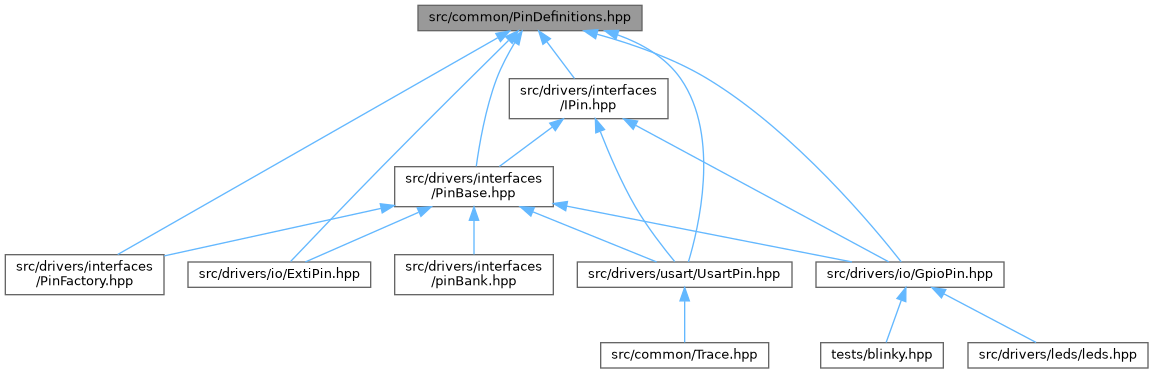 src/common/PinDefinitions.hpp
src/drivers/interfaces
/IPin.hpp
src/drivers/interfaces
/PinBase.hpp
src/drivers/interfaces
/PinFactory.hpp
src/drivers/io/ExtiPin.hpp
src/drivers/interfaces
/pinBank.hpp
src/drivers/usart/UsartPin.hpp
src/drivers/io/GpioPin.hpp
src/common/Trace.hpp
tests/blinky.hpp
src/drivers/leds/leds.hpp